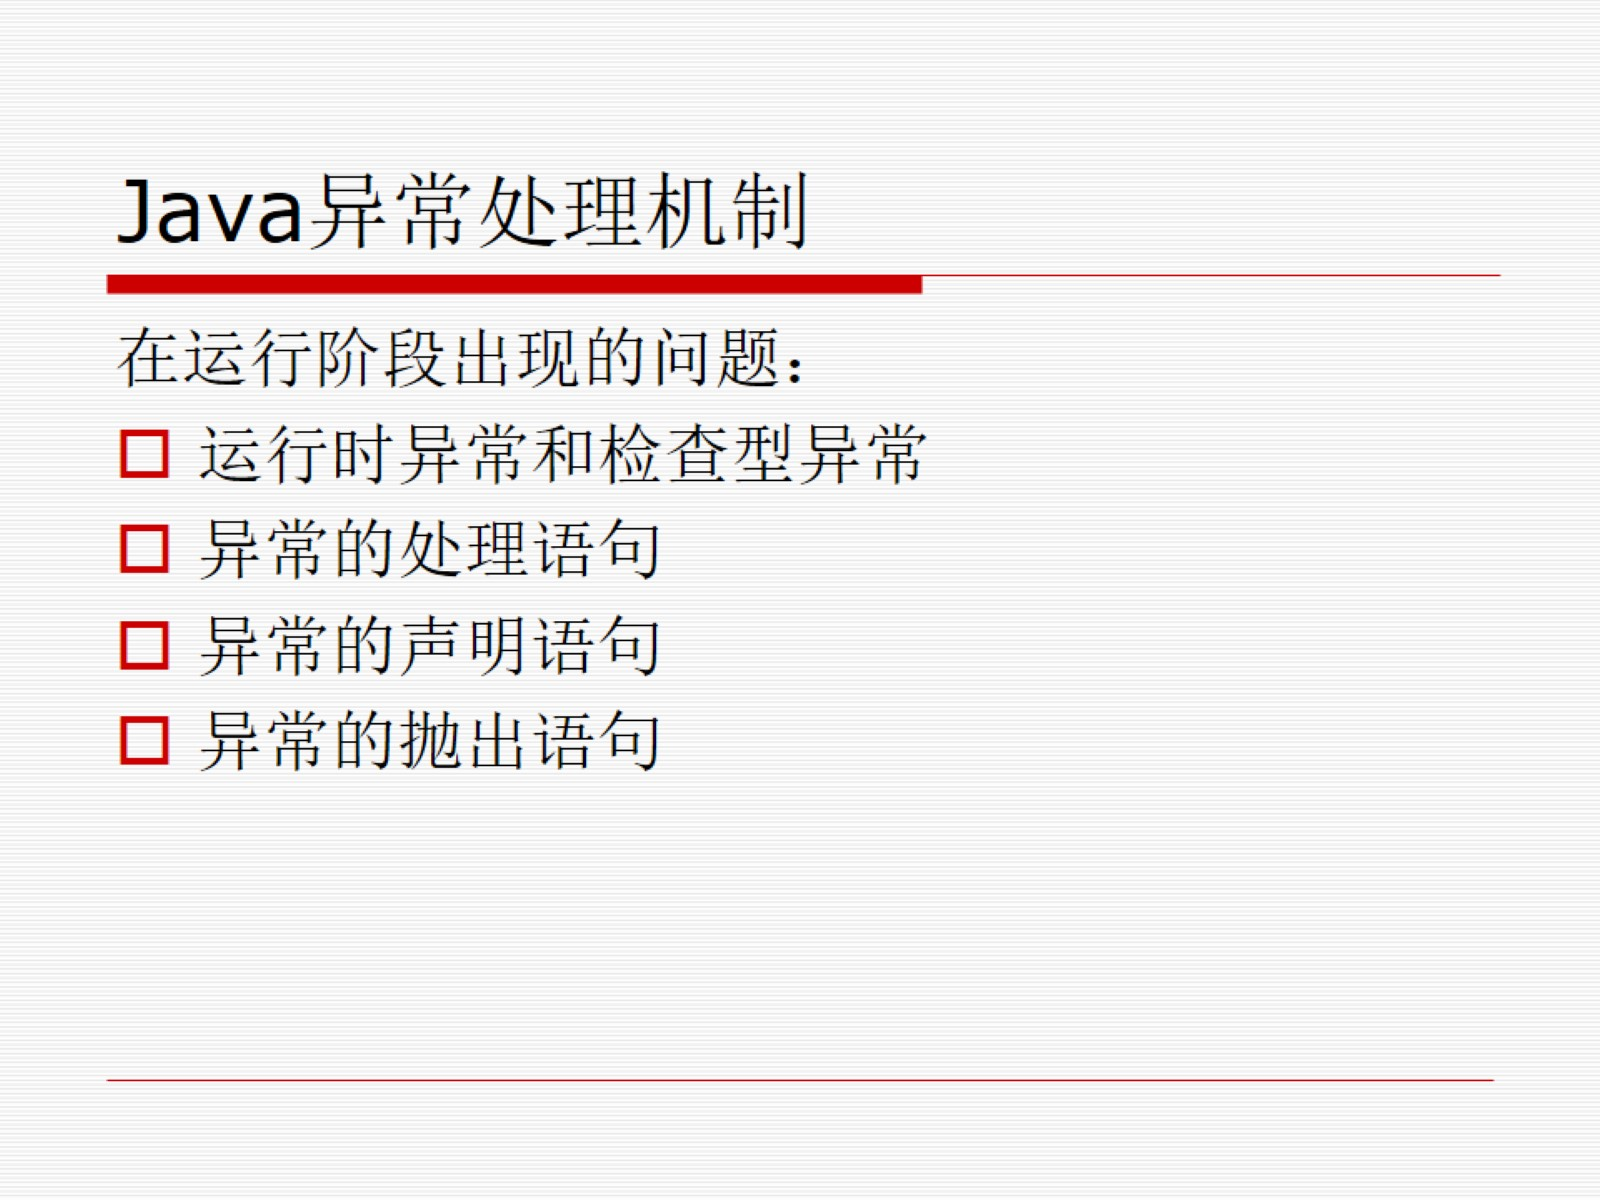 Java异常处理机制
在运行阶段出现的问题：
运行时异常和检查型异常
异常的处理语句
异常的声明语句
异常的抛出语句